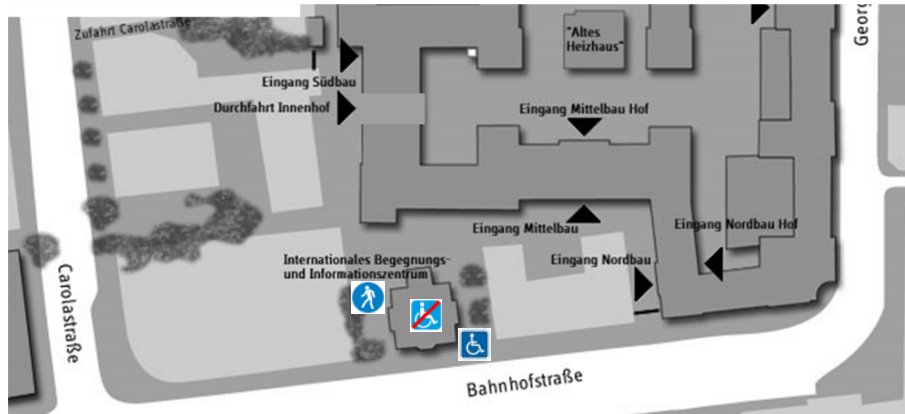 Zufahrt Carolastraße
Georg
"Altes
Heizhaus"
Eingang Südbau
Durchfahrt Innenhof
Eingang Mittelbau Hof
Eingang Mittelbau
Eingang Nordbau Hof
Eingang Nordbau
Internationales Begegnungs-
und Informationszentrum
Carolastraße
Bahnhofstraße